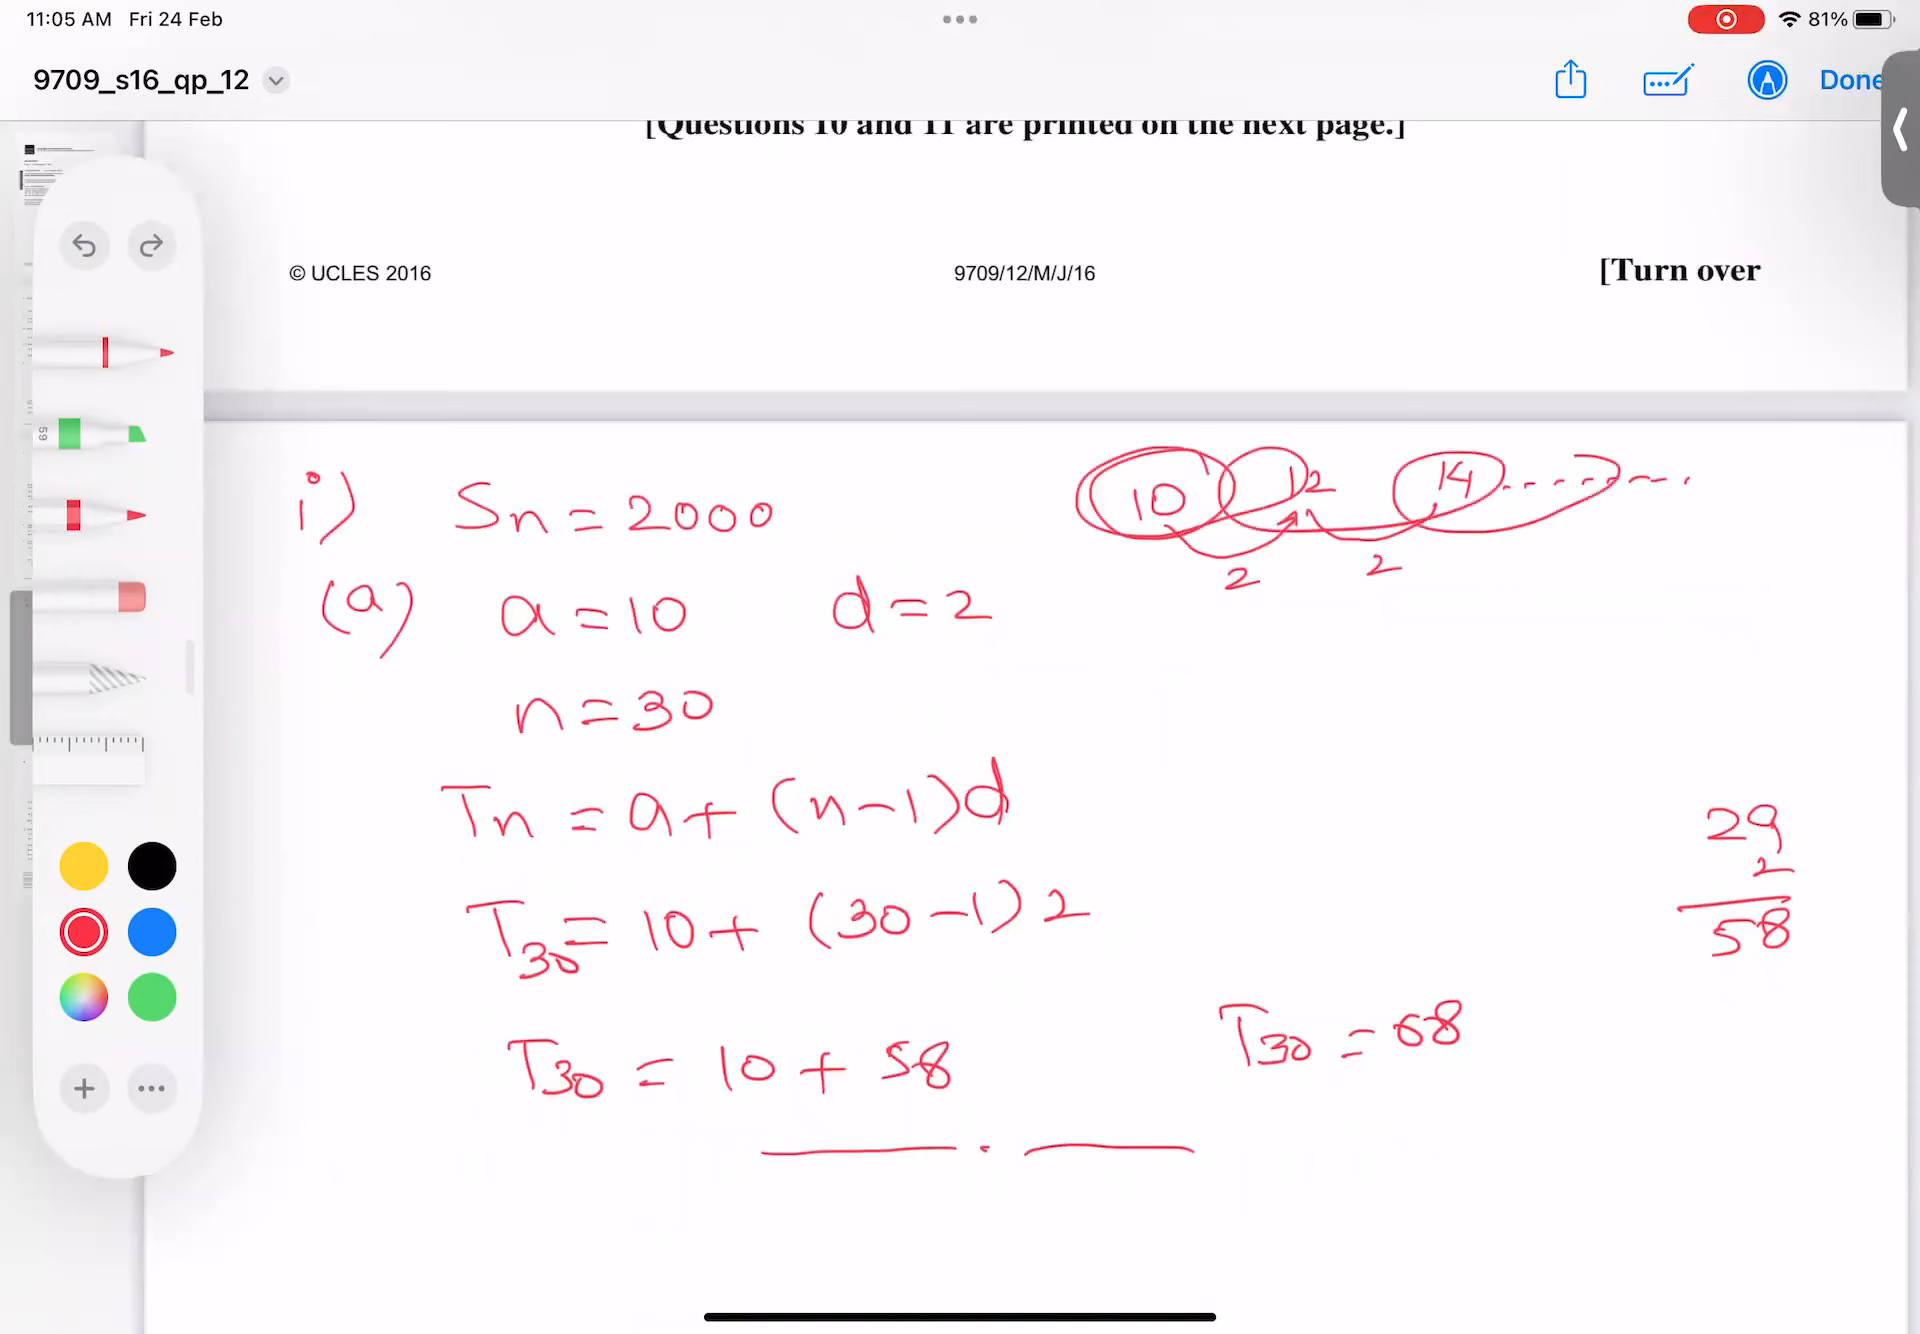 11:05 AM Fri 24 Feb
81%
9709_s16_qp_12
Done
[Questions 10 and 11 are printed on the next page.]
© UCLES 2016
9709/12/M/J/16
[Turn over
59
i) Sn = 2000
10 12 14 ........
2 2
(a) a = 10 d = 2
n = 30
Tn = a + (n-1)d
29
2
58
T30 = 10 + (30-1)2
T30 = 10 + 58
T30 = 68